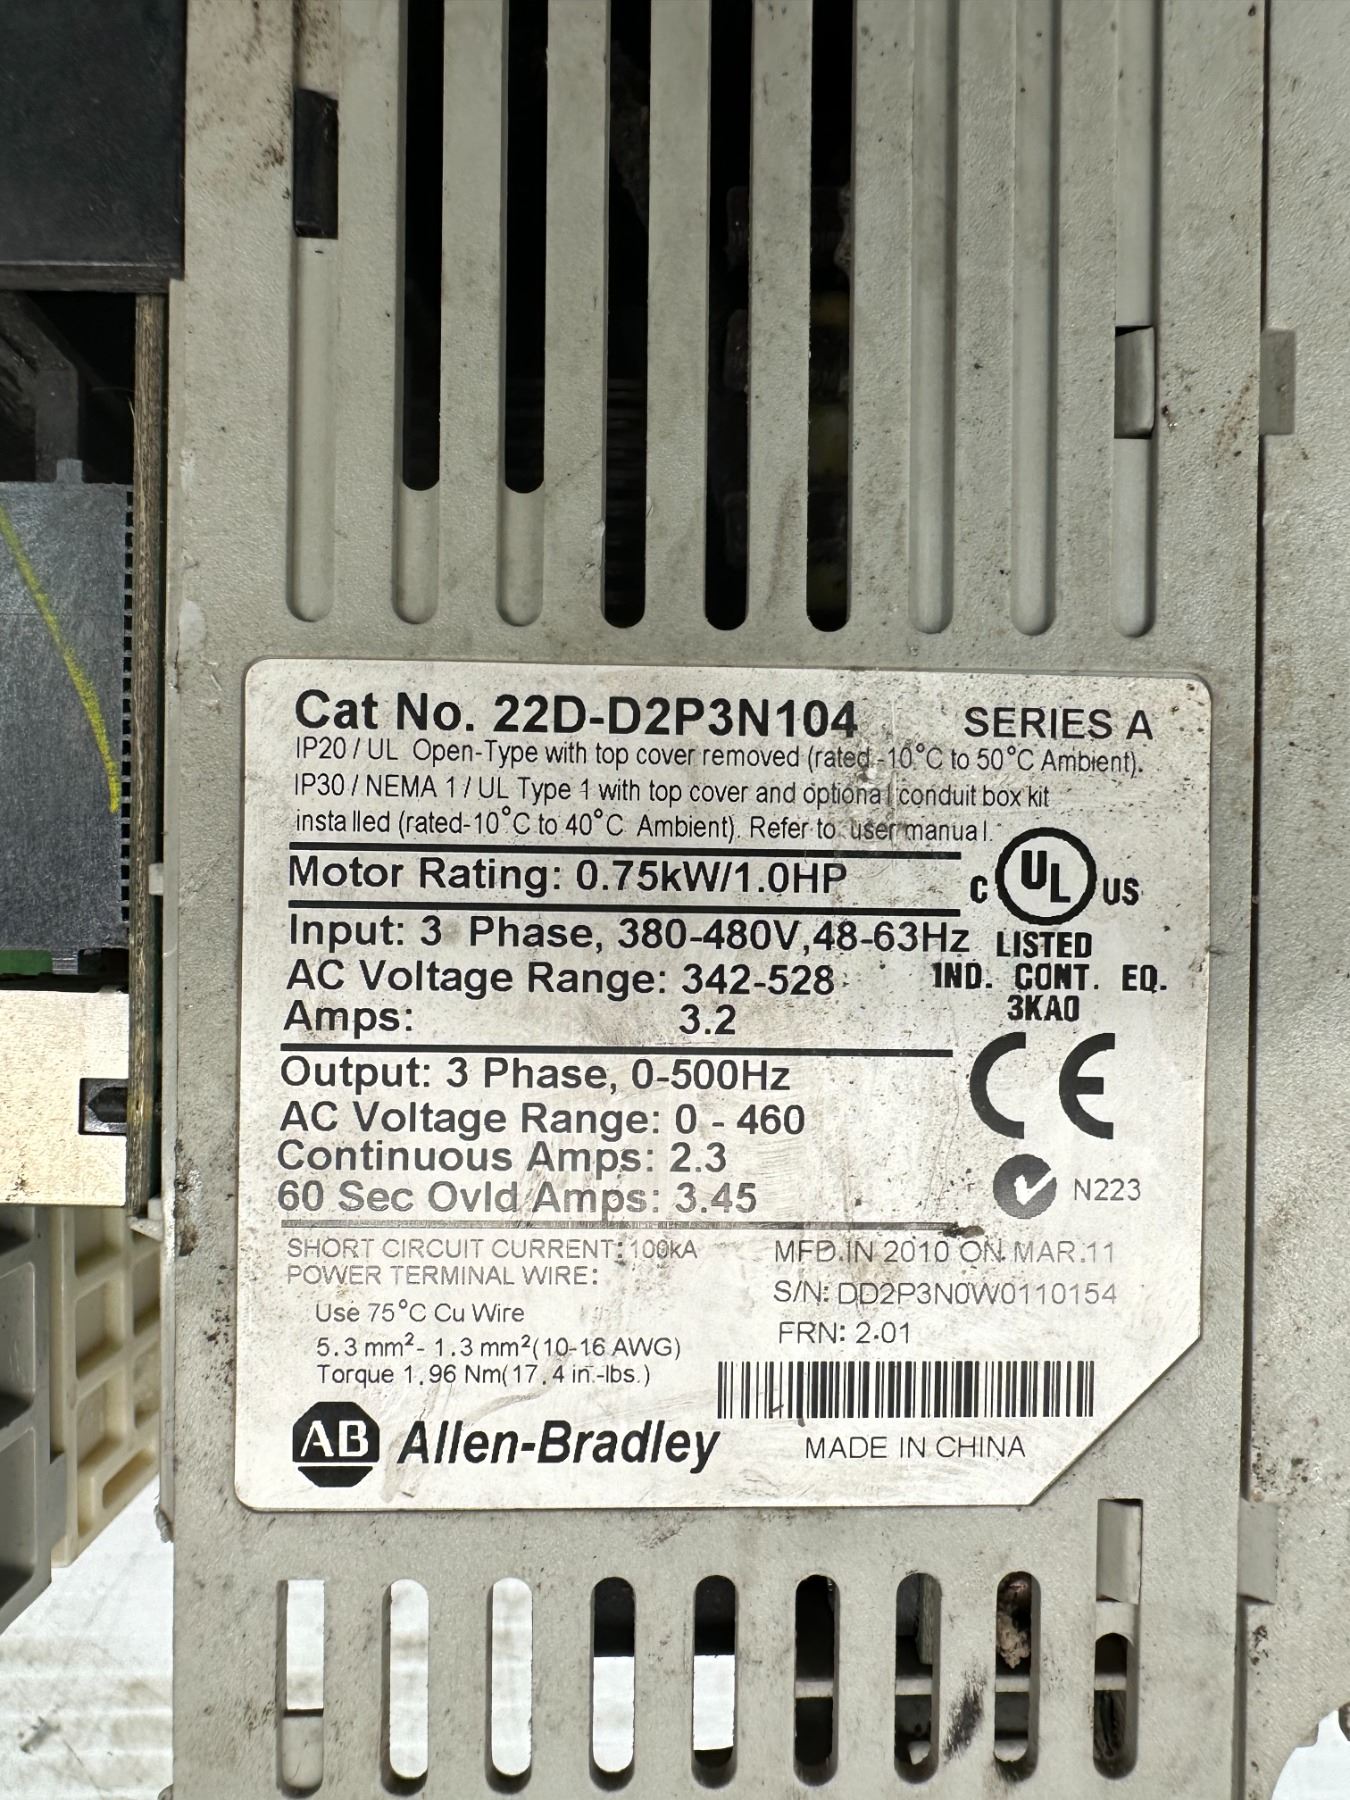 Cat No. 22D-D2P3N104 SERIES A
IP20 / UL Open-Type with top cover removed (rated -10°C to 50°C Ambient).
IP30 / NEMA 1 / UL Type 1 with top cover and optional conduit box kit
installed (rated-10°C to 40°C Ambient). Refer to user manual.
Motor Rating: 0.75kW/1.0HP
C UL US
Input: 3 Phase, 380-480V,48-63Hz LISTED
AC Voltage Range: 342-528 IND. CONT. EQ.
Amps: 3.2 3KA0
Output: 3 Phase, 0-500Hz CE
AC Voltage Range: 0 - 460
Continuous Amps: 2.3
60 Sec Ovld Amps: 3.45 N223
SHORT CIRCUIT CURRENT: 100kA MFD.IN 2010 ON MAR.11
POWER TERMINAL WIRE:
Use 75°C Cu Wire S/N: DD2P3N0W0110154
5.3 mm²- 1.3 mm²(10-16 AWG) FRN: 2.01
Torque 1.96 Nm(17.4 in.-lbs.)
AB Allen-Bradley MADE IN CHINA